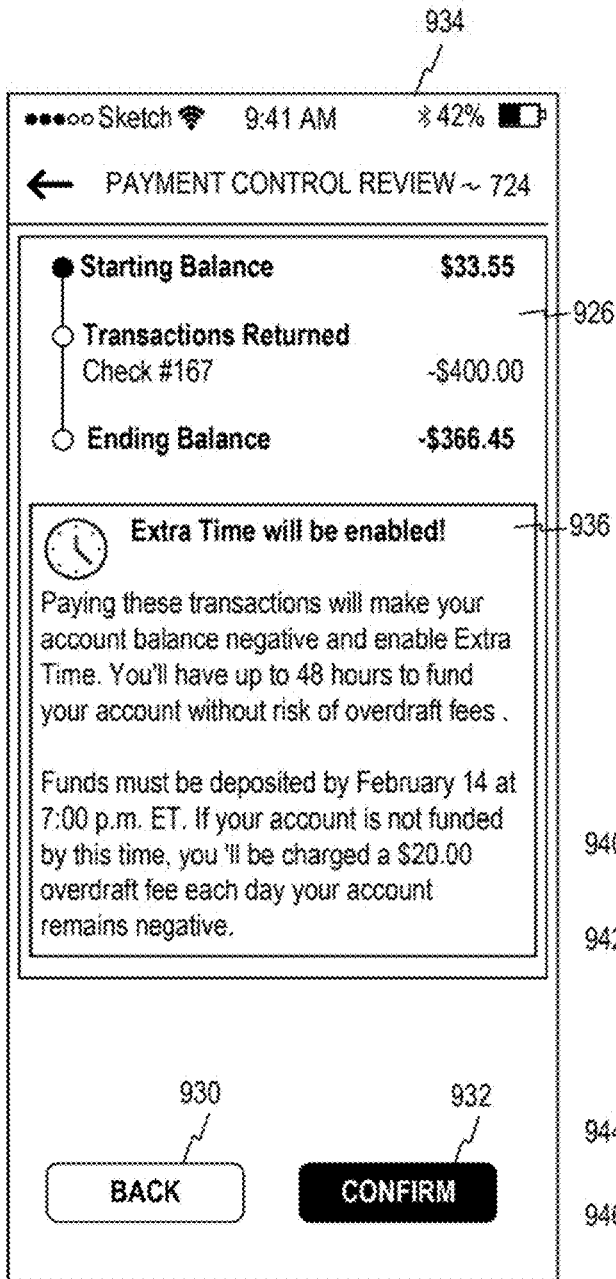 934
Sketch 9:41 AM 42%
← PAYMENT CONTROL REVIEW ~ 724
Starting Balance $33.55
926
Transactions Returned
Check #167 -$400.00
Ending Balance -$366.45
Extra Time will be enabled! 936
Paying these transactions will make your
account balance negative and enable Extra
Time. You'll have up to 48 hours to fund
your account without risk of overdraft fees .
Funds must be deposited by February 14 at
7:00 p.m. ET. If your account is not funded
by this time, you 'll be charged a $20.00
overdraft fee each day your account
remains negative.
942
930 932
944
BACK CONFIRM